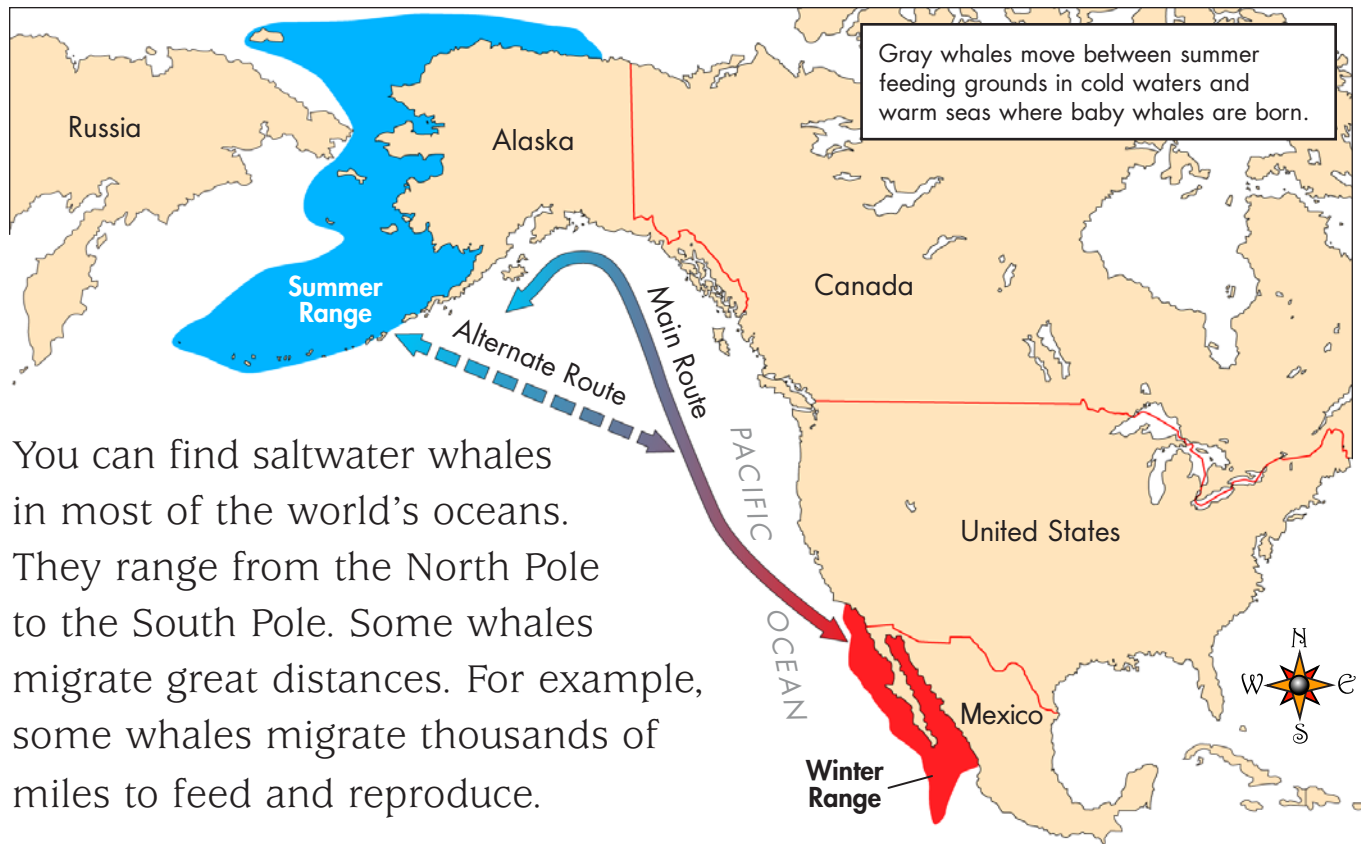 Gray whales move between summer
feeding grounds in cold waters and
warm seas where baby whales are born.
Russia
Alaska
Canada
Summer
Range
Main Route
Alternate Route
PACIFIC
OCEAN
United States
You can find saltwater whales
in most of the world’s oceans.
They range from the North Pole
to the South Pole. Some whales
migrate great distances. For example,
some whales migrate thousands of
miles to feed and reproduce.
N
W
E
S
Mexico
Winter
Range